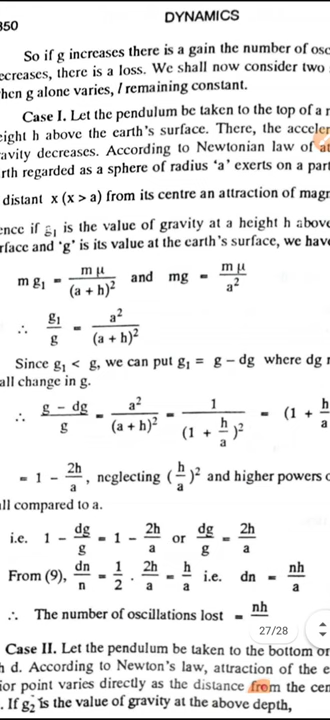 350 DYNAMICS
So if g increases there is a gain the number of osc
ecreases, there is a loss. We shall now consider two
hen g alone varies, l remaining constant.
Case I. Let the pendulum be taken to the top of a
eight h above the earth's surface. There, the acceler
avity decreases. According to Newtonian law of at
rth regarded as a sphere of radius 'a' exerts on a part
distant x (x > a) from its centre an attraction of magn
ence if g₁ is the value of gravity at a height h above
rface and 'g' is its value at the earth's surface, we have
m g₁ = mμ/(a + h)² and mg = mμ/a²
∴ g₁/g = a²/(a + h)²
Since g₁ < g, we can put g₁ = g - dg where dg
all change in g.
∴ (g - dg)/g = a²/(a + h)² = 1/(1 + h/a)² = (1 + h/a
= 1 - 2h/a, neglecting (h/a)² and higher powers
ll compared to a.
i.e. 1 - dg/g = 1 - 2h/a or dg/g = 2h/a
From (9), dn/n = 1/2 . 2h/a = h/a i.e. dn = nh/a
∴ The number of oscillations lost = nh
27/28
Case II. Let the pendulum be taken to the bottom
h d. According to Newton's law, attraction of the e
ior point varies directly as the distance from the cen
. If g₂ is the value of gravity at the above depth,